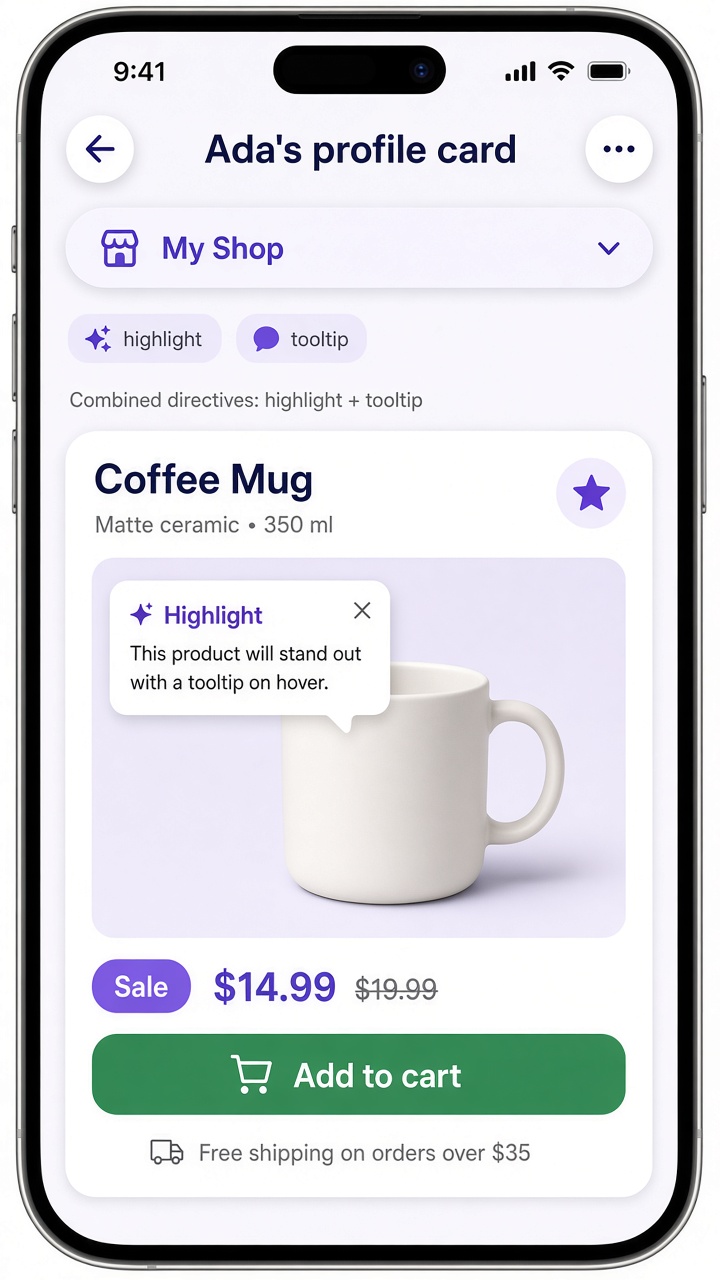 9:41
Ada's profile card
My Shop
highlight
tooltip
Combined directives: highlight + tooltip
Coffee Mug
Matte ceramic • 350 ml
Highlight
This product will stand out
with a tooltip on hover.
Sale
$14.99
$19.99
Add to cart
Free shipping on orders over $35